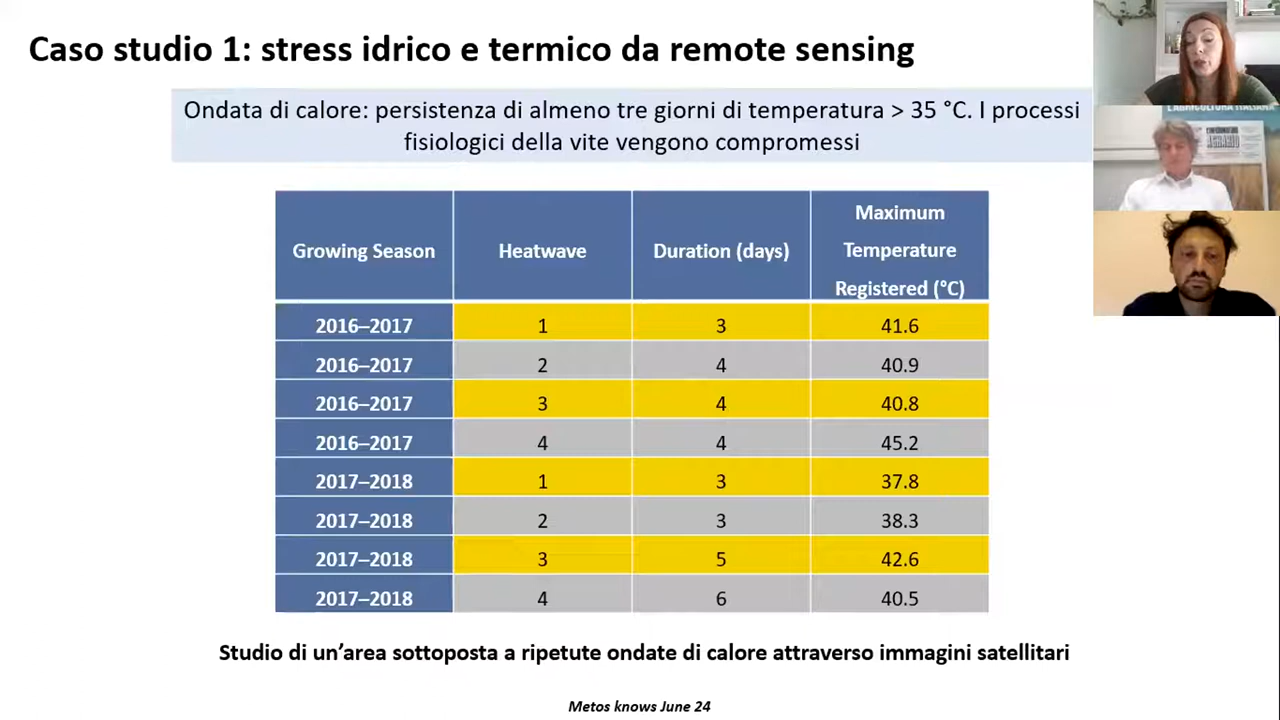 Caso studio 1: stress idrico e termico da remote sensing
Ondata di calore: persistenza di almeno tre giorni di temperatura > 35 °C. I processi
fisiologici della vite vengono compromessi
Growing Season Heatwave Duration (days) Maximum
Temperature
Registered (°C)
2016–2017 1 3 41.6
2016–2017 2 4 40.9
2016–2017 3 4 40.8
2016–2017 4 4 45.2
2017–2018 1 3 37.8
2017–2018 2 3 38.3
2017–2018 3 5 42.6
2017–2018 4 6 40.5
Studio di un’area sottoposta a ripetute ondate di calore attraverso immagini satellitari
Metos knows June 24
L'AGRICOLTURA ITALIANA
L'INFORMATORE
AGRARIO